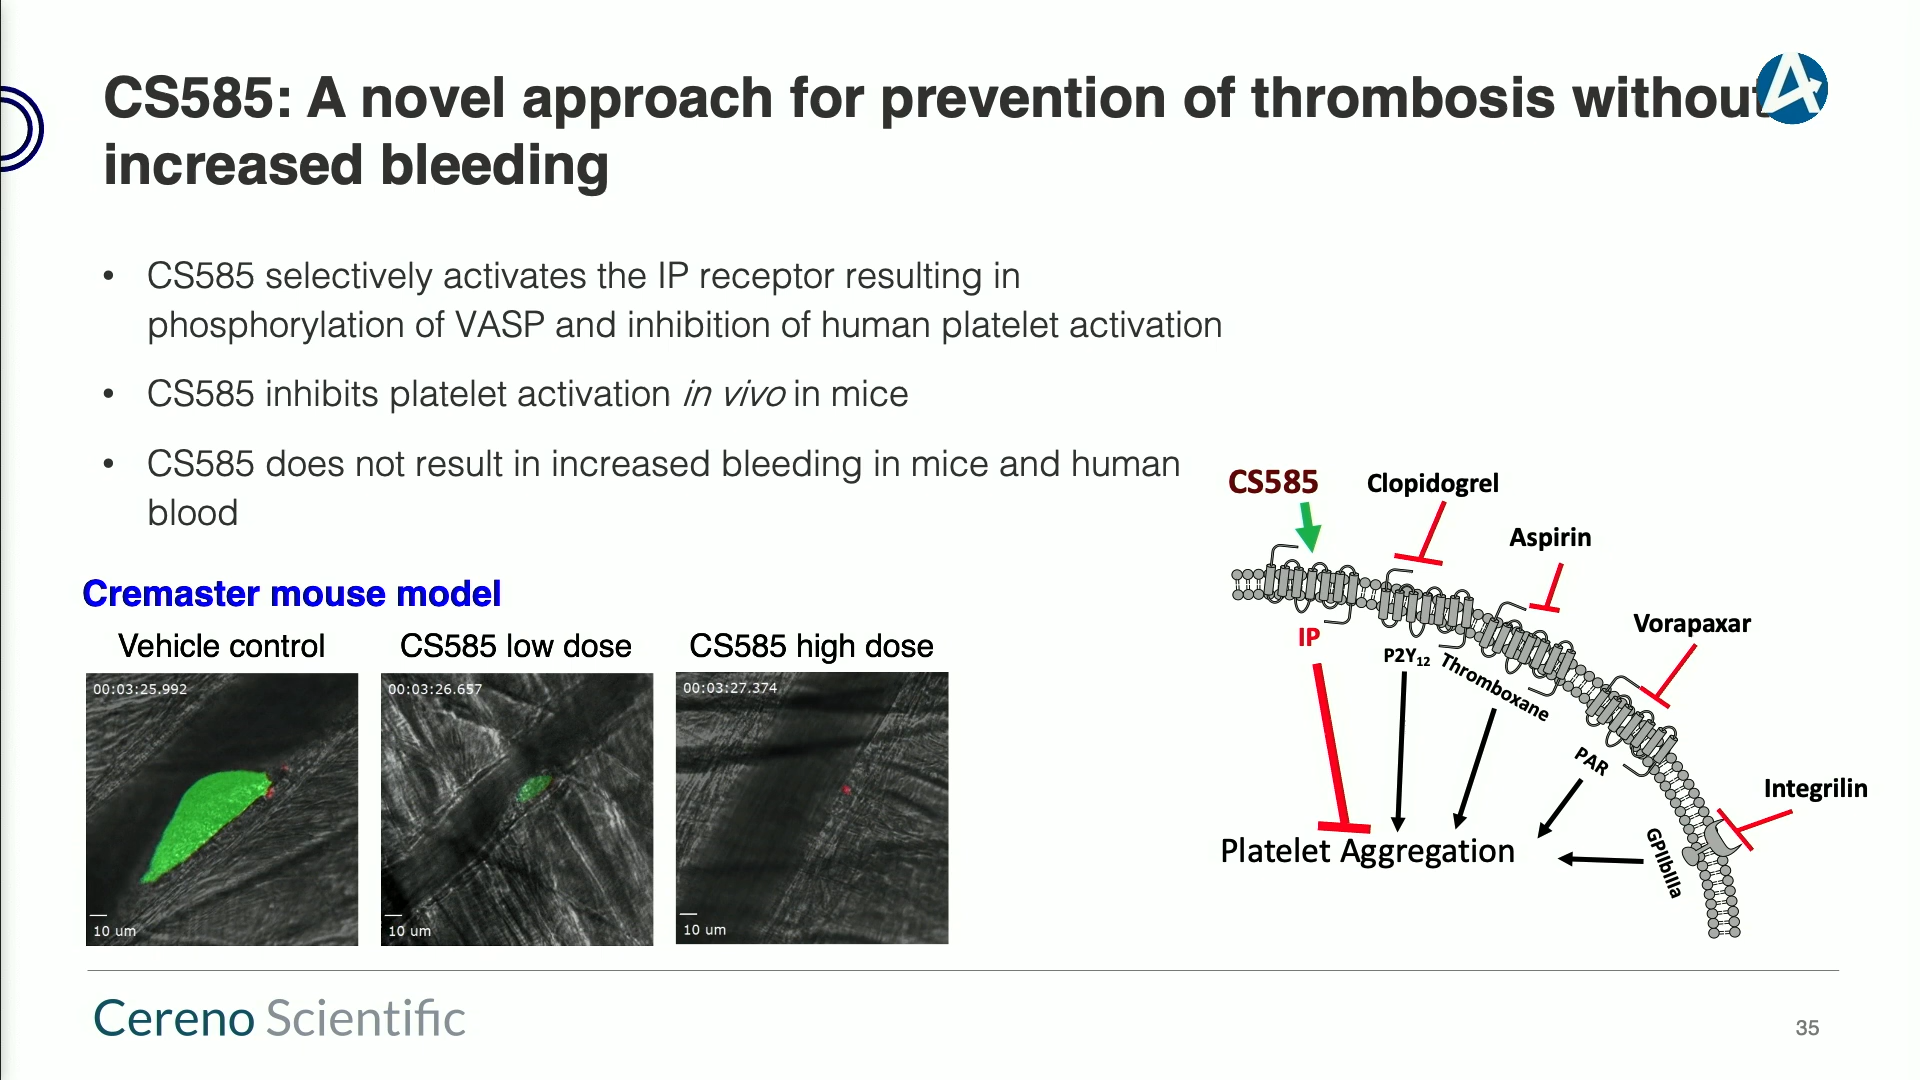 CS585: A novel approach for prevention of thrombosis without
increased bleeding
• CS585 selectively activates the IP receptor resulting in
phosphorylation of VASP and inhibition of human platelet activation
• CS585 inhibits platelet activation in vivo in mice
• CS585 does not result in increased bleeding in mice and human
blood
Cremaster mouse model
Vehicle control
CS585 low dose
CS585 high dose
00:03:25.992
00:03:26.657
00:03:27.374
10 um
10 um
10 um
CS585
Clopidogrel
Aspirin
Vorapaxar
Integrilin
IP
P2Y₁₂
Thromboxane
PAR
GPIIbIIIa
Platelet Aggregation
Cereno Scientific
35